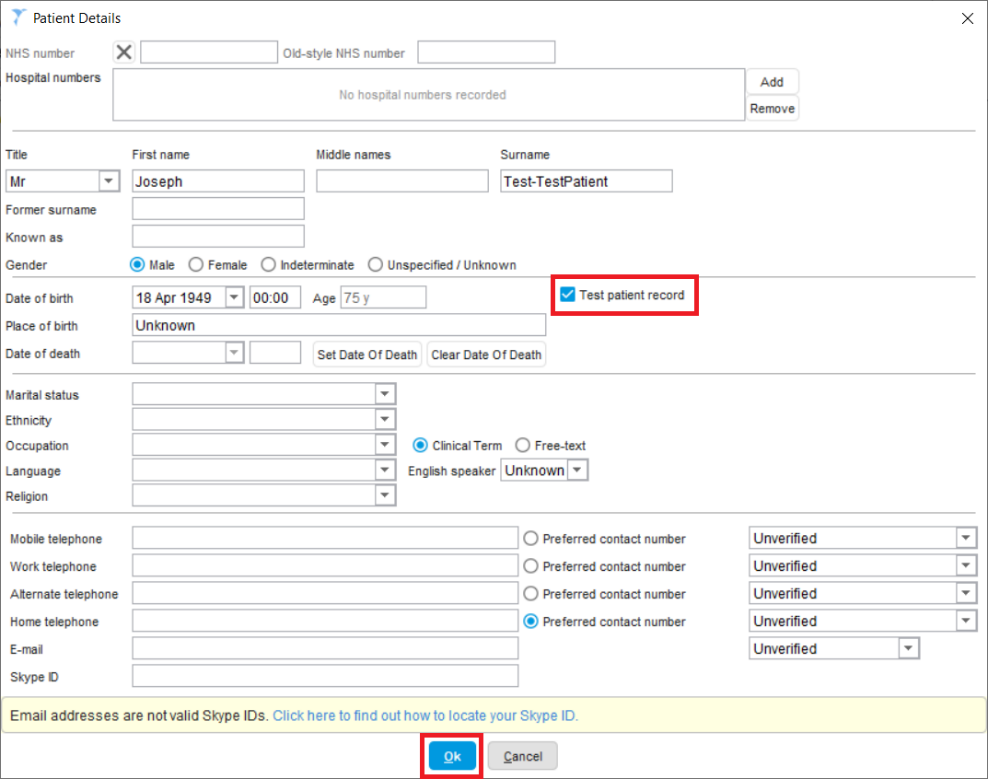 Patient Details
NHS number Old-style NHS number
Hospital numbers No hospital numbers recorded Add
Remove
Title First name Middle names Surname
Mr Joseph Test-TestPatient
Former surname
Known as
Gender Male Female Indeterminate Unspecified / Unknown
Date of birth 18 Apr 1949 00:00 Age 75 y Test patient record
Place of birth Unknown
Date of death Set Date Of Death Clear Date Of Death
Marital status
Ethnicity
Occupation Clinical Term Free-text
Language English speaker Unknown
Religion
Mobile telephone Preferred contact number Unverified
Work telephone Preferred contact number Unverified
Alternate telephone Preferred contact number Unverified
Home telephone Preferred contact number Unverified
E-mail Unverified
Skype ID
Email addresses are not valid Skype IDs. Click here to find out how to locate your Skype ID.
Ok Cancel